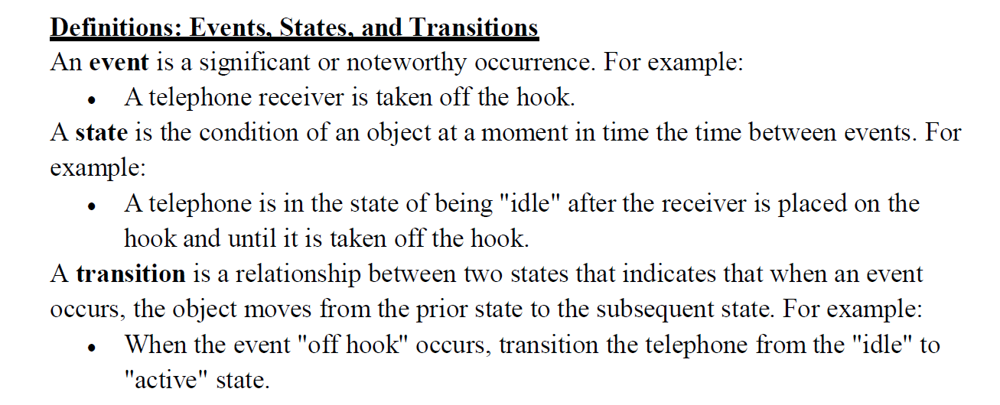 Definitions: Events, States, and Transitions
An event is a significant or noteworthy occurrence. For example:
• A telephone receiver is taken off the hook.
A state is the condition of an object at a moment in time the time between events. For
example:
• A telephone is in the state of being "idle" after the receiver is placed on the
hook and until it is taken off the hook.
A transition is a relationship between two states that indicates that when an event
occurs, the object moves from the prior state to the subsequent state. For example:
• When the event "off hook" occurs, transition the telephone from the "idle" to
"active" state.